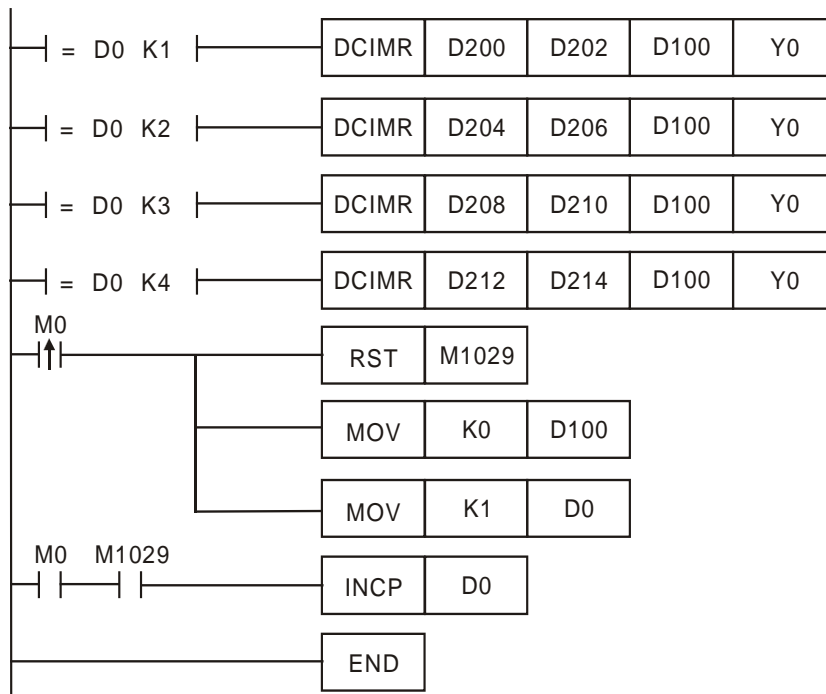 = D0 K1 DCIMR D200 D202 D100 Y0
= D0 K2 DCIMR D204 D206 D100 Y0
= D0 K3 DCIMR D208 D210 D100 Y0
= D0 K4 DCIMR D212 D214 D100 Y0
M0
RST M1029
MOV K0 D100
MOV K1 D0
M0 M1029
INCP D0
END